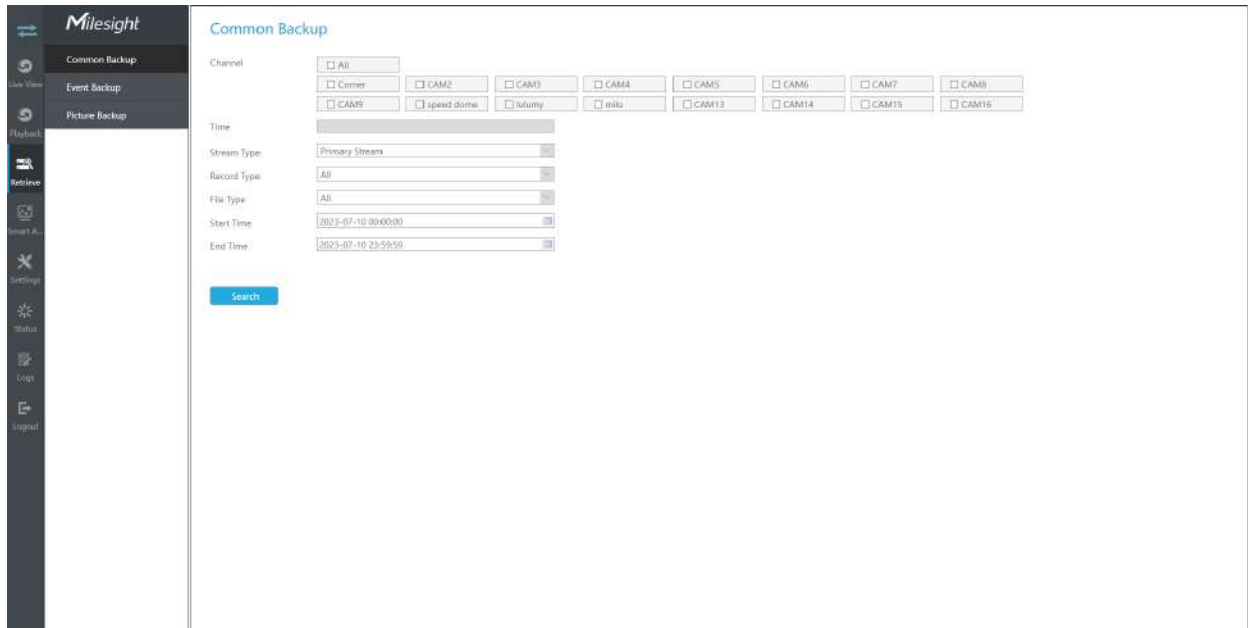 Milesight
Common Backup
Event Backup
Picture Backup
Live View
Playback
Retrieve
Smart A...
Settings
Status
Logs
Logout
Common Backup
Channel
All
Corner CAM2 CAM3 CAM4 CAM5 CAM6 CAM7 CAM8
CAM9 speed dome lulumy milu CAM13 CAM14 CAM15 CAM16
Time
Stream Type Primary Stream
Record Type All
File Type All
Start Time 2023-07-10 00:00:00
End Time 2023-07-10 23:59:59
Search